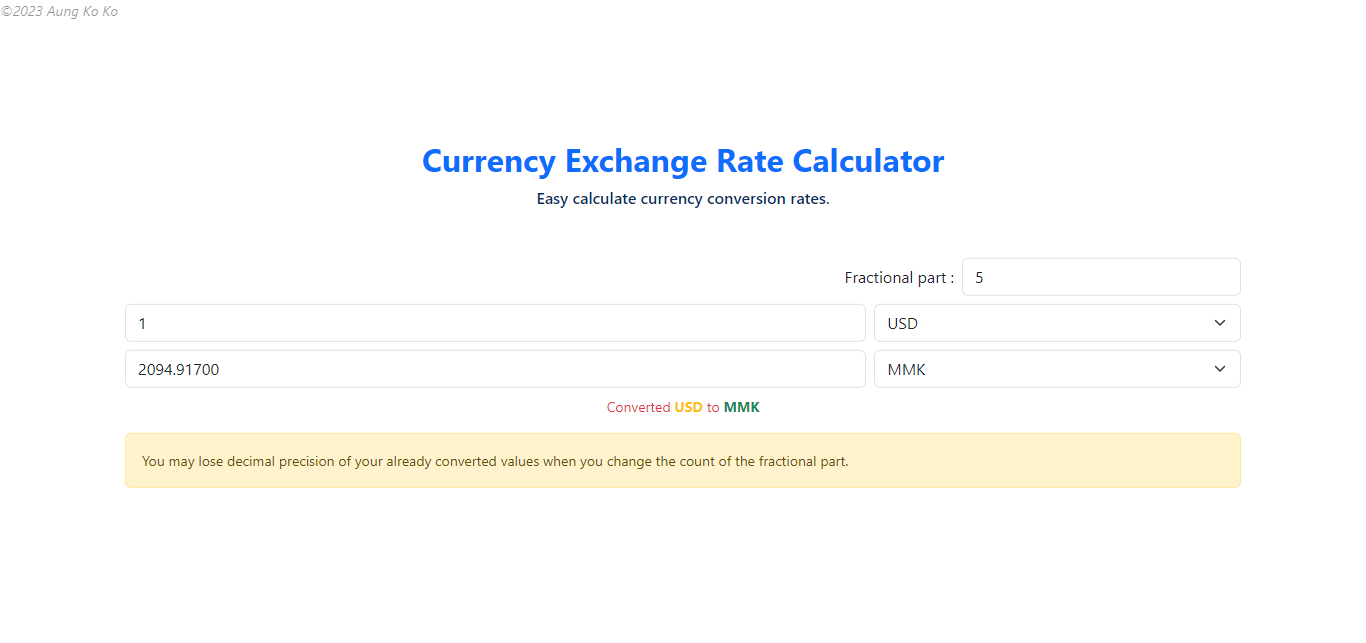 ©2023 Aung Ko Ko
Currency Exchange Rate Calculator
Easy calculate currency conversion rates.
Fractional part : 5
1 USD
2094.91700 MMK
Converted USD to MMK
You may lose decimal precision of your already converted values when you change the count of the fractional part.